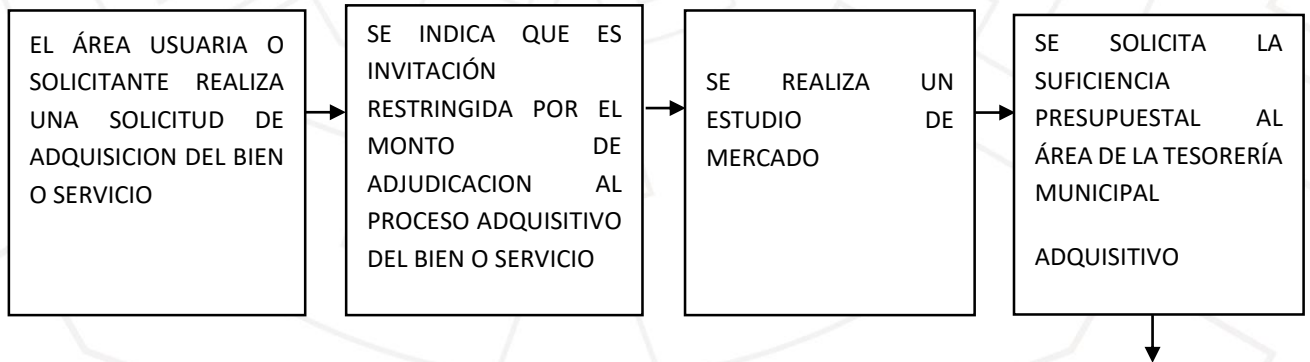 EL ÁREA USUARIA O
SOLICITANTE REALIZA
UNA SOLICITUD DE
ADQUISICION DEL BIEN
O SERVICIO
SE INDICA QUE ES
INVITACIÓN
RESTRINGIDA POR EL
MONTO DE
ADJUDICACION AL
PROCESO ADQUISITIVO
DEL BIEN O SERVICIO
SE REALIZA UN
ESTUDIO DE
MERCADO
SE SOLICITA LA
SUFICIENCIA
PRESUPUESTAL AL
ÁREA DE LA TESORERÍA
MUNICIPAL
ADQUISITIVO